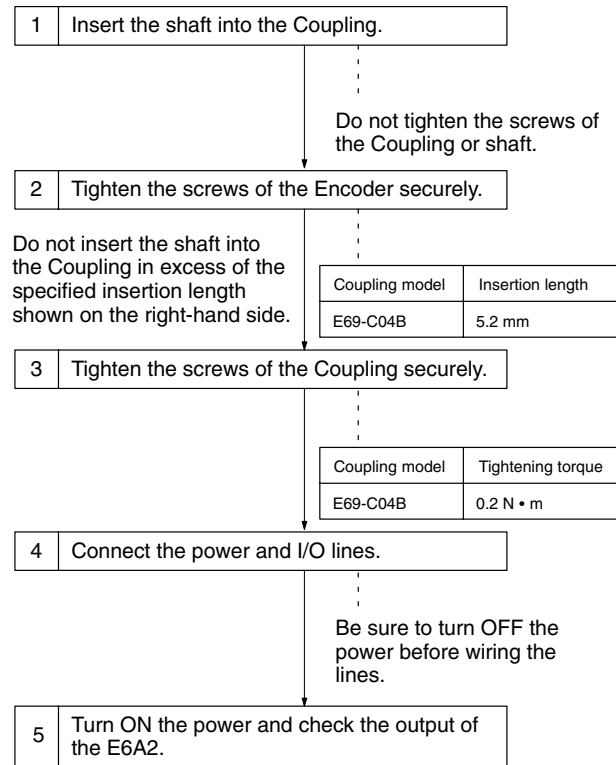 1 Insert the shaft into the Coupling.
Do not tighten the screws of
the Coupling or shaft.
2 Tighten the screws of the Encoder securely.
Do not insert the shaft into
the Coupling in excess of the
specified insertion length
shown on the right-hand side.
Coupling model Insertion length
E69-C04B 5.2 mm
3 Tighten the screws of the Coupling securely.
Coupling model Tightening torque
E69-C04B 0.2 N • m
4 Connect the power and I/O lines.
Be sure to turn OFF the
power before wiring the
lines.
5 Turn ON the power and check the output of
the E6A2.